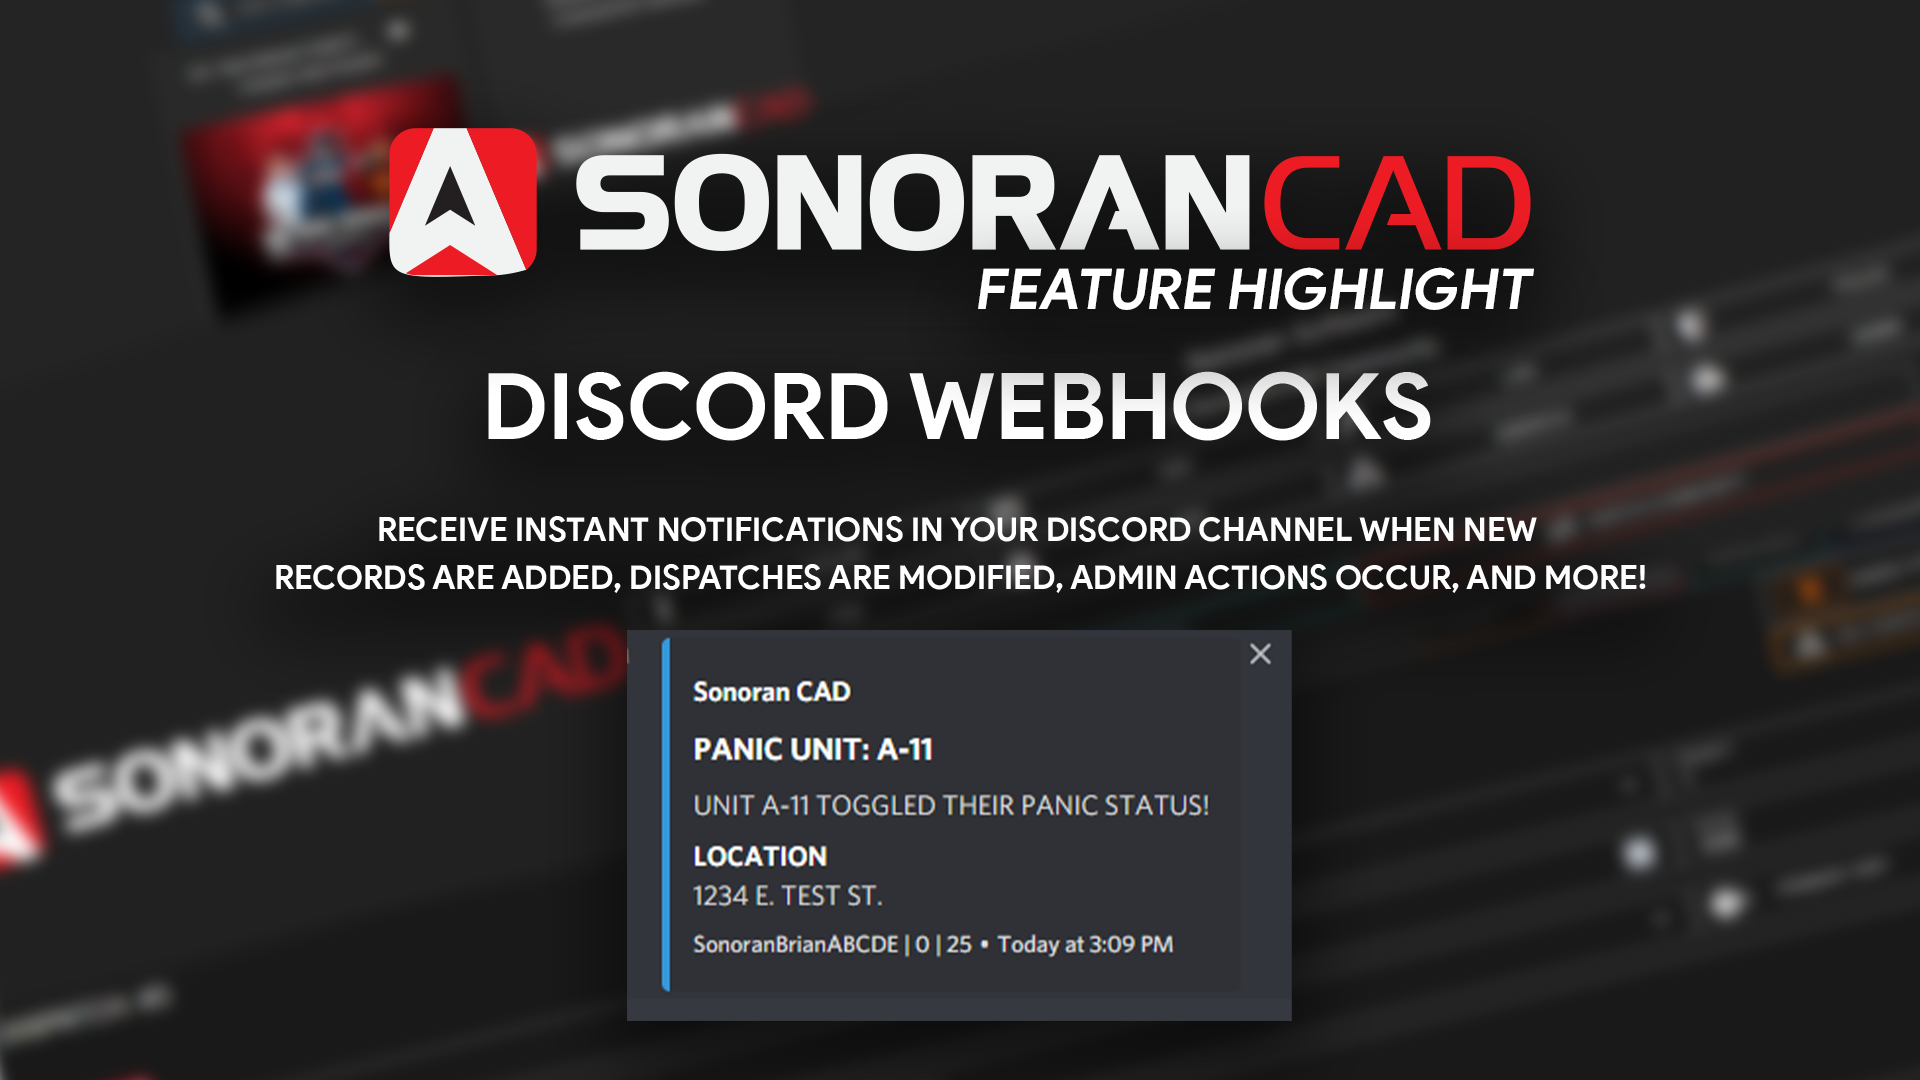 SONORANCAD
SONORANCAD
FEATURE HIGHLIGHT
DISCORD WEBHOOKS
RECEIVE INSTANT NOTIFICATIONS IN YOUR DISCORD CHANNEL WHEN NEW
RECORDS ARE ADDED, DISPATCHES ARE MODIFIED, ADMIN ACTIONS OCCUR, AND MORE!
SONORANCAD
Sonoran CAD
PANIC UNIT: A-11
UNIT A-11 TOGGLED THEIR PANIC STATUS!
LOCATION
1234 E. TEST ST.
SonoranBrianABCDE | 0 | 25 • Today at 3:09 PM